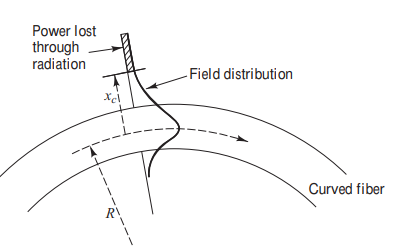 Power lost
through
radiation
Field distribution
x_c
Curved fiber
R